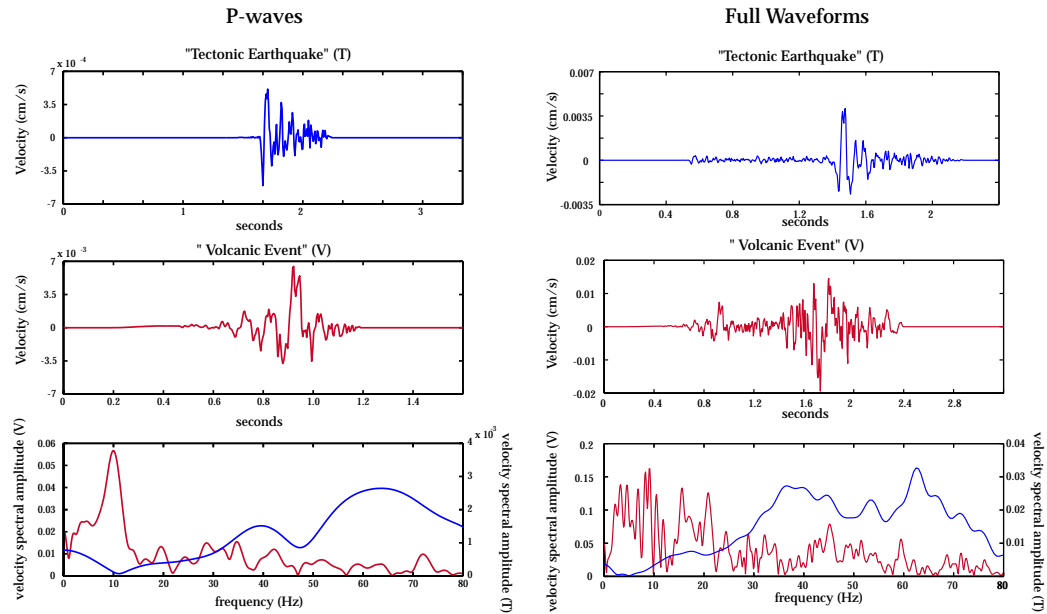 P-waves
"Tectonic Earthquake" (T)
x 10 -4
7
3.5
0
-3.5
-7
Velocity (cm/s)
0 1 2 3
seconds
" Volcanic Event" (V)
x 10 -3
7
3.5
0
-3.5
-7
Velocity (cm/s)
0 0.2 0.4 0.6 0.8 1.0 1.2 1.4
seconds
0.06
0.05
0.04
0.03
0.02
0.01
0
velocity spectral amplitude (V)
x 10 3
4
3
2
1
0
velocity spectral amplitude (T)
0 10 20 30 40 50 60 70 80
frequency (Hz)
Full Waveforms
"Tectonic Earthquake" (T)
0.007
0.0035
0
-0.0035
Velocity (cm/s)
0 0.4 0.8 1.2 1.6 2
seconds
" Volcanic Event" (V)
0.02
0.01
0
-0.01
-0.02
Velocity (cm/s)
0 0.4 0.8 1.2 1.6 2 2.4 2.8
seconds
0.2
0.15
0.1
0.05
0
velocity spectral amplitude (V)
0.04
0.03
0.02
0.01
0
velocity spectral amplitude (T)
0 10 20 30 40 50 60 70 80
frequency (Hz)